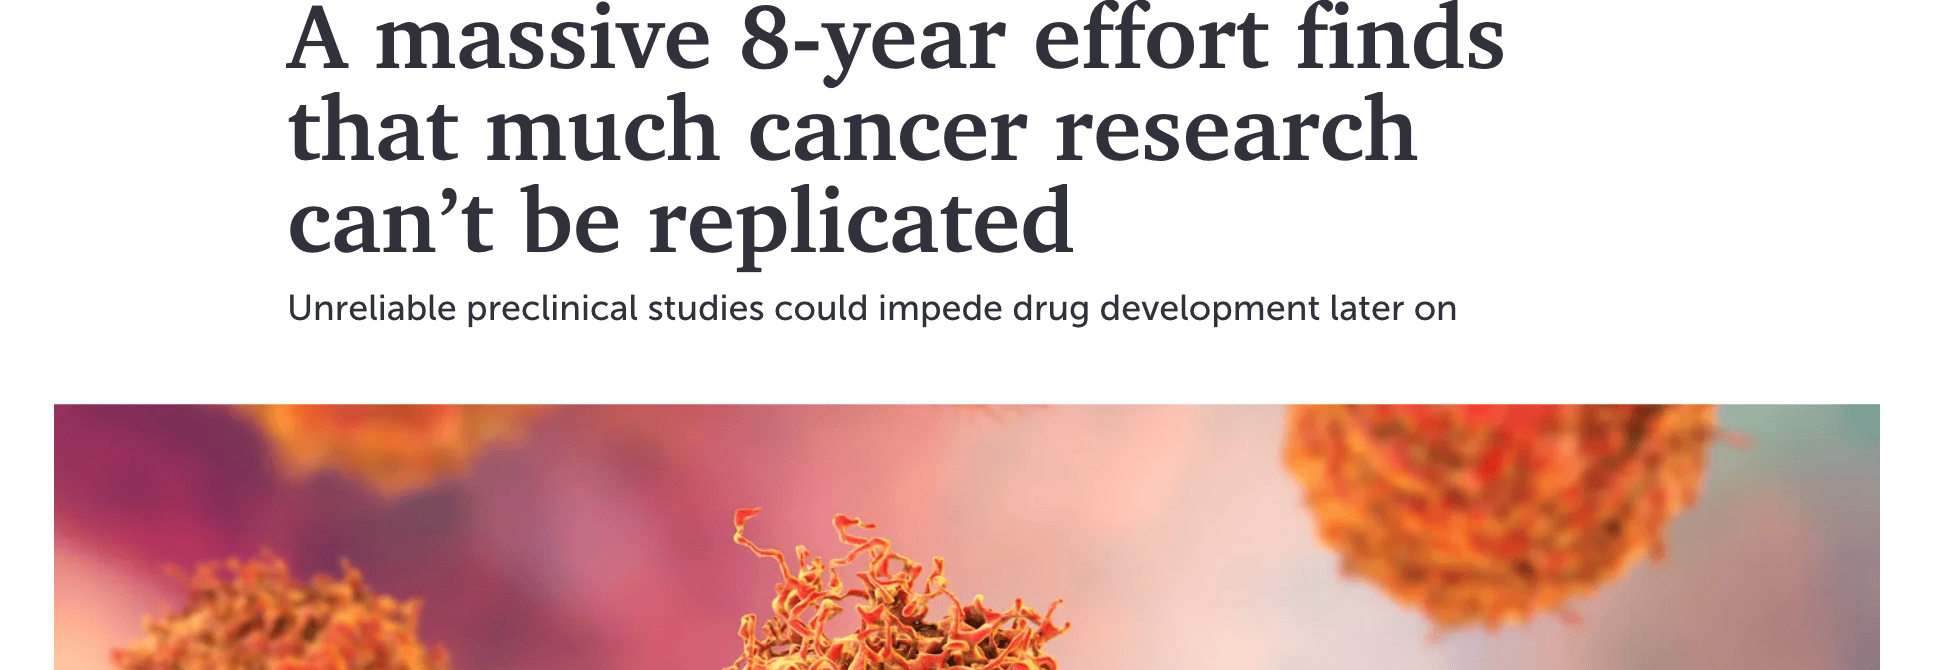 A massive 8-year effort finds
that much cancer research
can’t be replicated
Unreliable preclinical studies could impede drug development later on